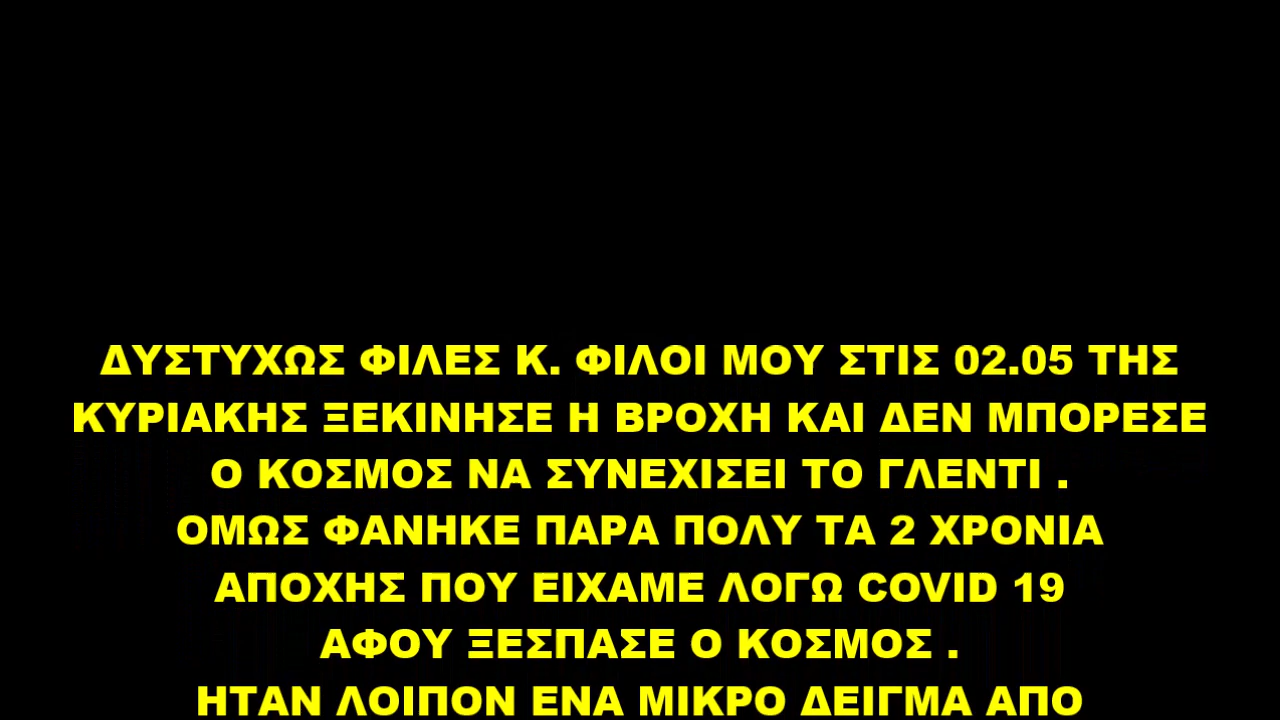 ΔΥΣΤΥΧΩΣ ΦΙΛΕΣ Κ. ΦΙΛΟΙ ΜΟΥ ΣΤΙΣ 02.05 ΤΗΣ
ΚΥΡΙΑΚΗΣ ΞΕΚΙΝΗΣΕ Η ΒΡΟΧΗ ΚΑΙ ΔΕΝ ΜΠΟΡΕΣΕ
Ο ΚΟΣΜΟΣ ΝΑ ΣΥΝΕΧΙΣΕΙ ΤΟ ΓΛΕΝΤΙ .
ΟΜΩΣ ΦΑΝΗΚΕ ΠΑΡΑ ΠΟΛΥ ΤΑ 2 ΧΡΟΝΙΑ
ΑΠΟΧΗΣ ΠΟΥ ΕΙΧΑΜΕ ΛΟΓΩ COVID 19
ΑΦΟΥ ΞΕΣΠΑΣΕ Ο ΚΟΣΜΟΣ .
ΗΤΑΝ ΛΟΙΠΟΝ ΕΝΑ ΜΙΚΡΟ ΔΕΙΓΜΑ ΑΠΟ